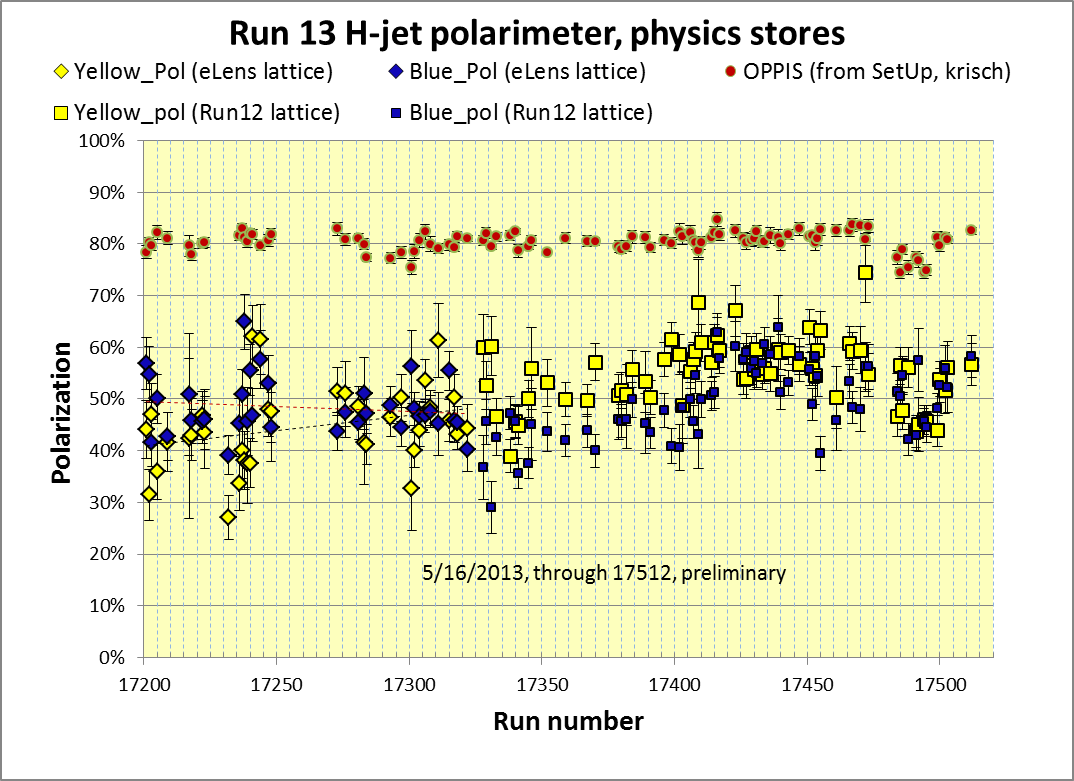 Run 13 H-jet polarimeter, physics stores
Yellow_Pol (eLens lattice) Blue_Pol (eLens lattice) OPPIS (from SetUp, krisch)
Yellow_pol (Run12 lattice) Blue_pol (Run12 lattice)
100%
90%
80%
70%
60%
50%
40%
30%
20%
10%
0%
Polarization
5/16/2013, through 17512, preliminary
17200 17250 17300 17350 17400 17450 17500
Run number